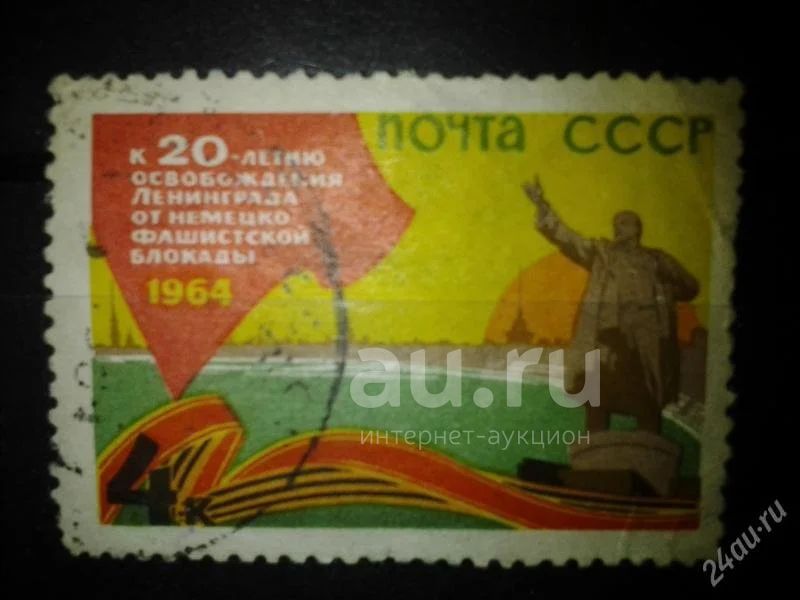 ПОЧТА СССР
К 20-ЛЕТИЮ
ОСВОБОЖДЕНИЯ
ЛЕНИНГРАДА
ОТ НЕМЕЦКО
ФАШИСТСКОЙ
БЛОКАДЫ
1964
4К
au.ru
интернет-аукцион
24au.ru